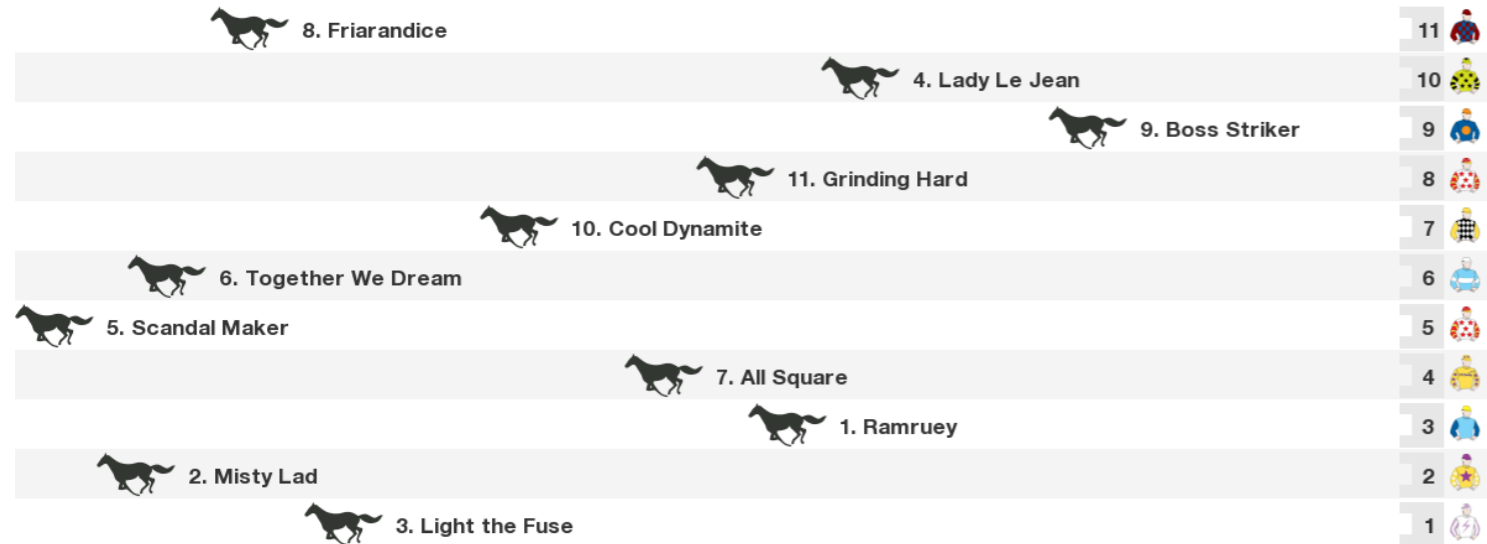 8. Friarandice 11
4. Lady Le Jean 10
9. Boss Striker 9
11. Grinding Hard 8
10. Cool Dynamite 7
6. Together We Dream 6
5. Scandal Maker 5
7. All Square 4
1. Ramruey 3
2. Misty Lad 2
3. Light the Fuse 1